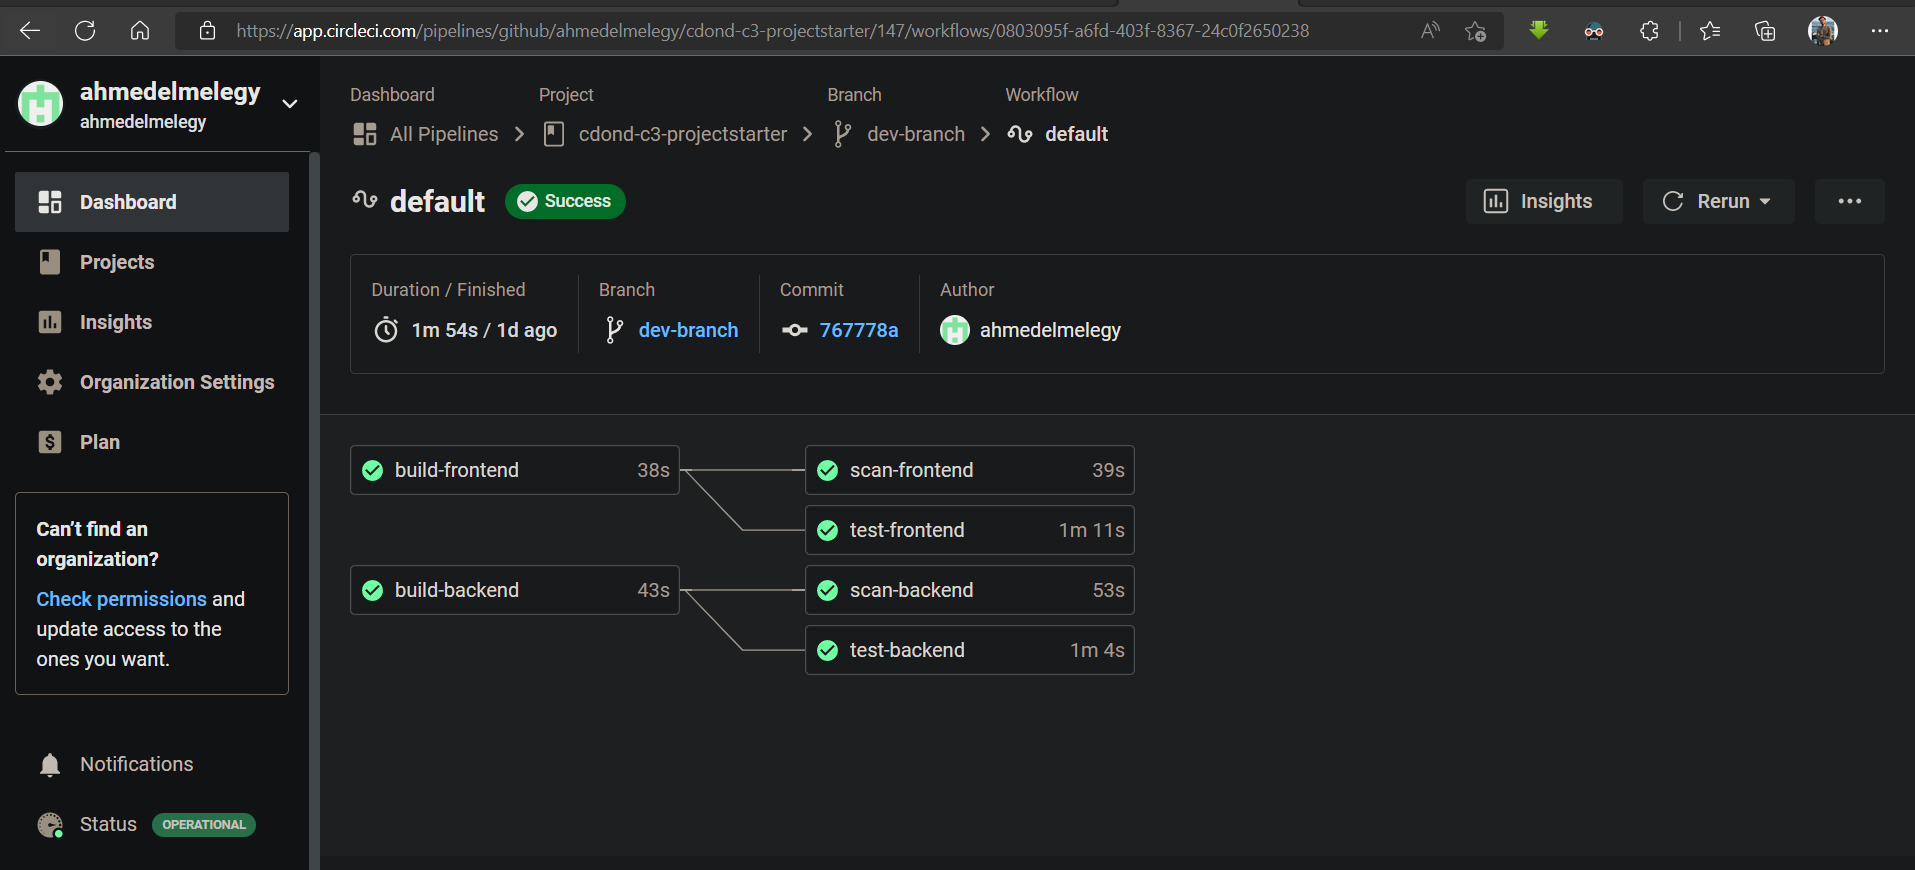 https://app.circleci.com/pipelines/github/ahmedelmelegy/cdond-c3-projectstarter/147/workflows/0803095f-a6fd-403f-8367-24c0f2650238
ahmedelmelegy
ahmedelmelegy
Dashboard
Projects
Insights
Organization Settings
Plan
Can’t find an
organization?
Check permissions and
update access to the
ones you want.
Notifications
Status OPERATIONAL
Dashboard Project Branch Workflow
All Pipelines cdond-c3-projectstarter dev-branch default
default Success
Insights Rerun
Duration / Finished Branch Commit Author
1m 54s / 1d ago dev-branch 767778a ahmedelmelegy
build-frontend 38s scan-frontend 39s
test-frontend 1m 11s
build-backend 43s scan-backend 53s
test-backend 1m 4s